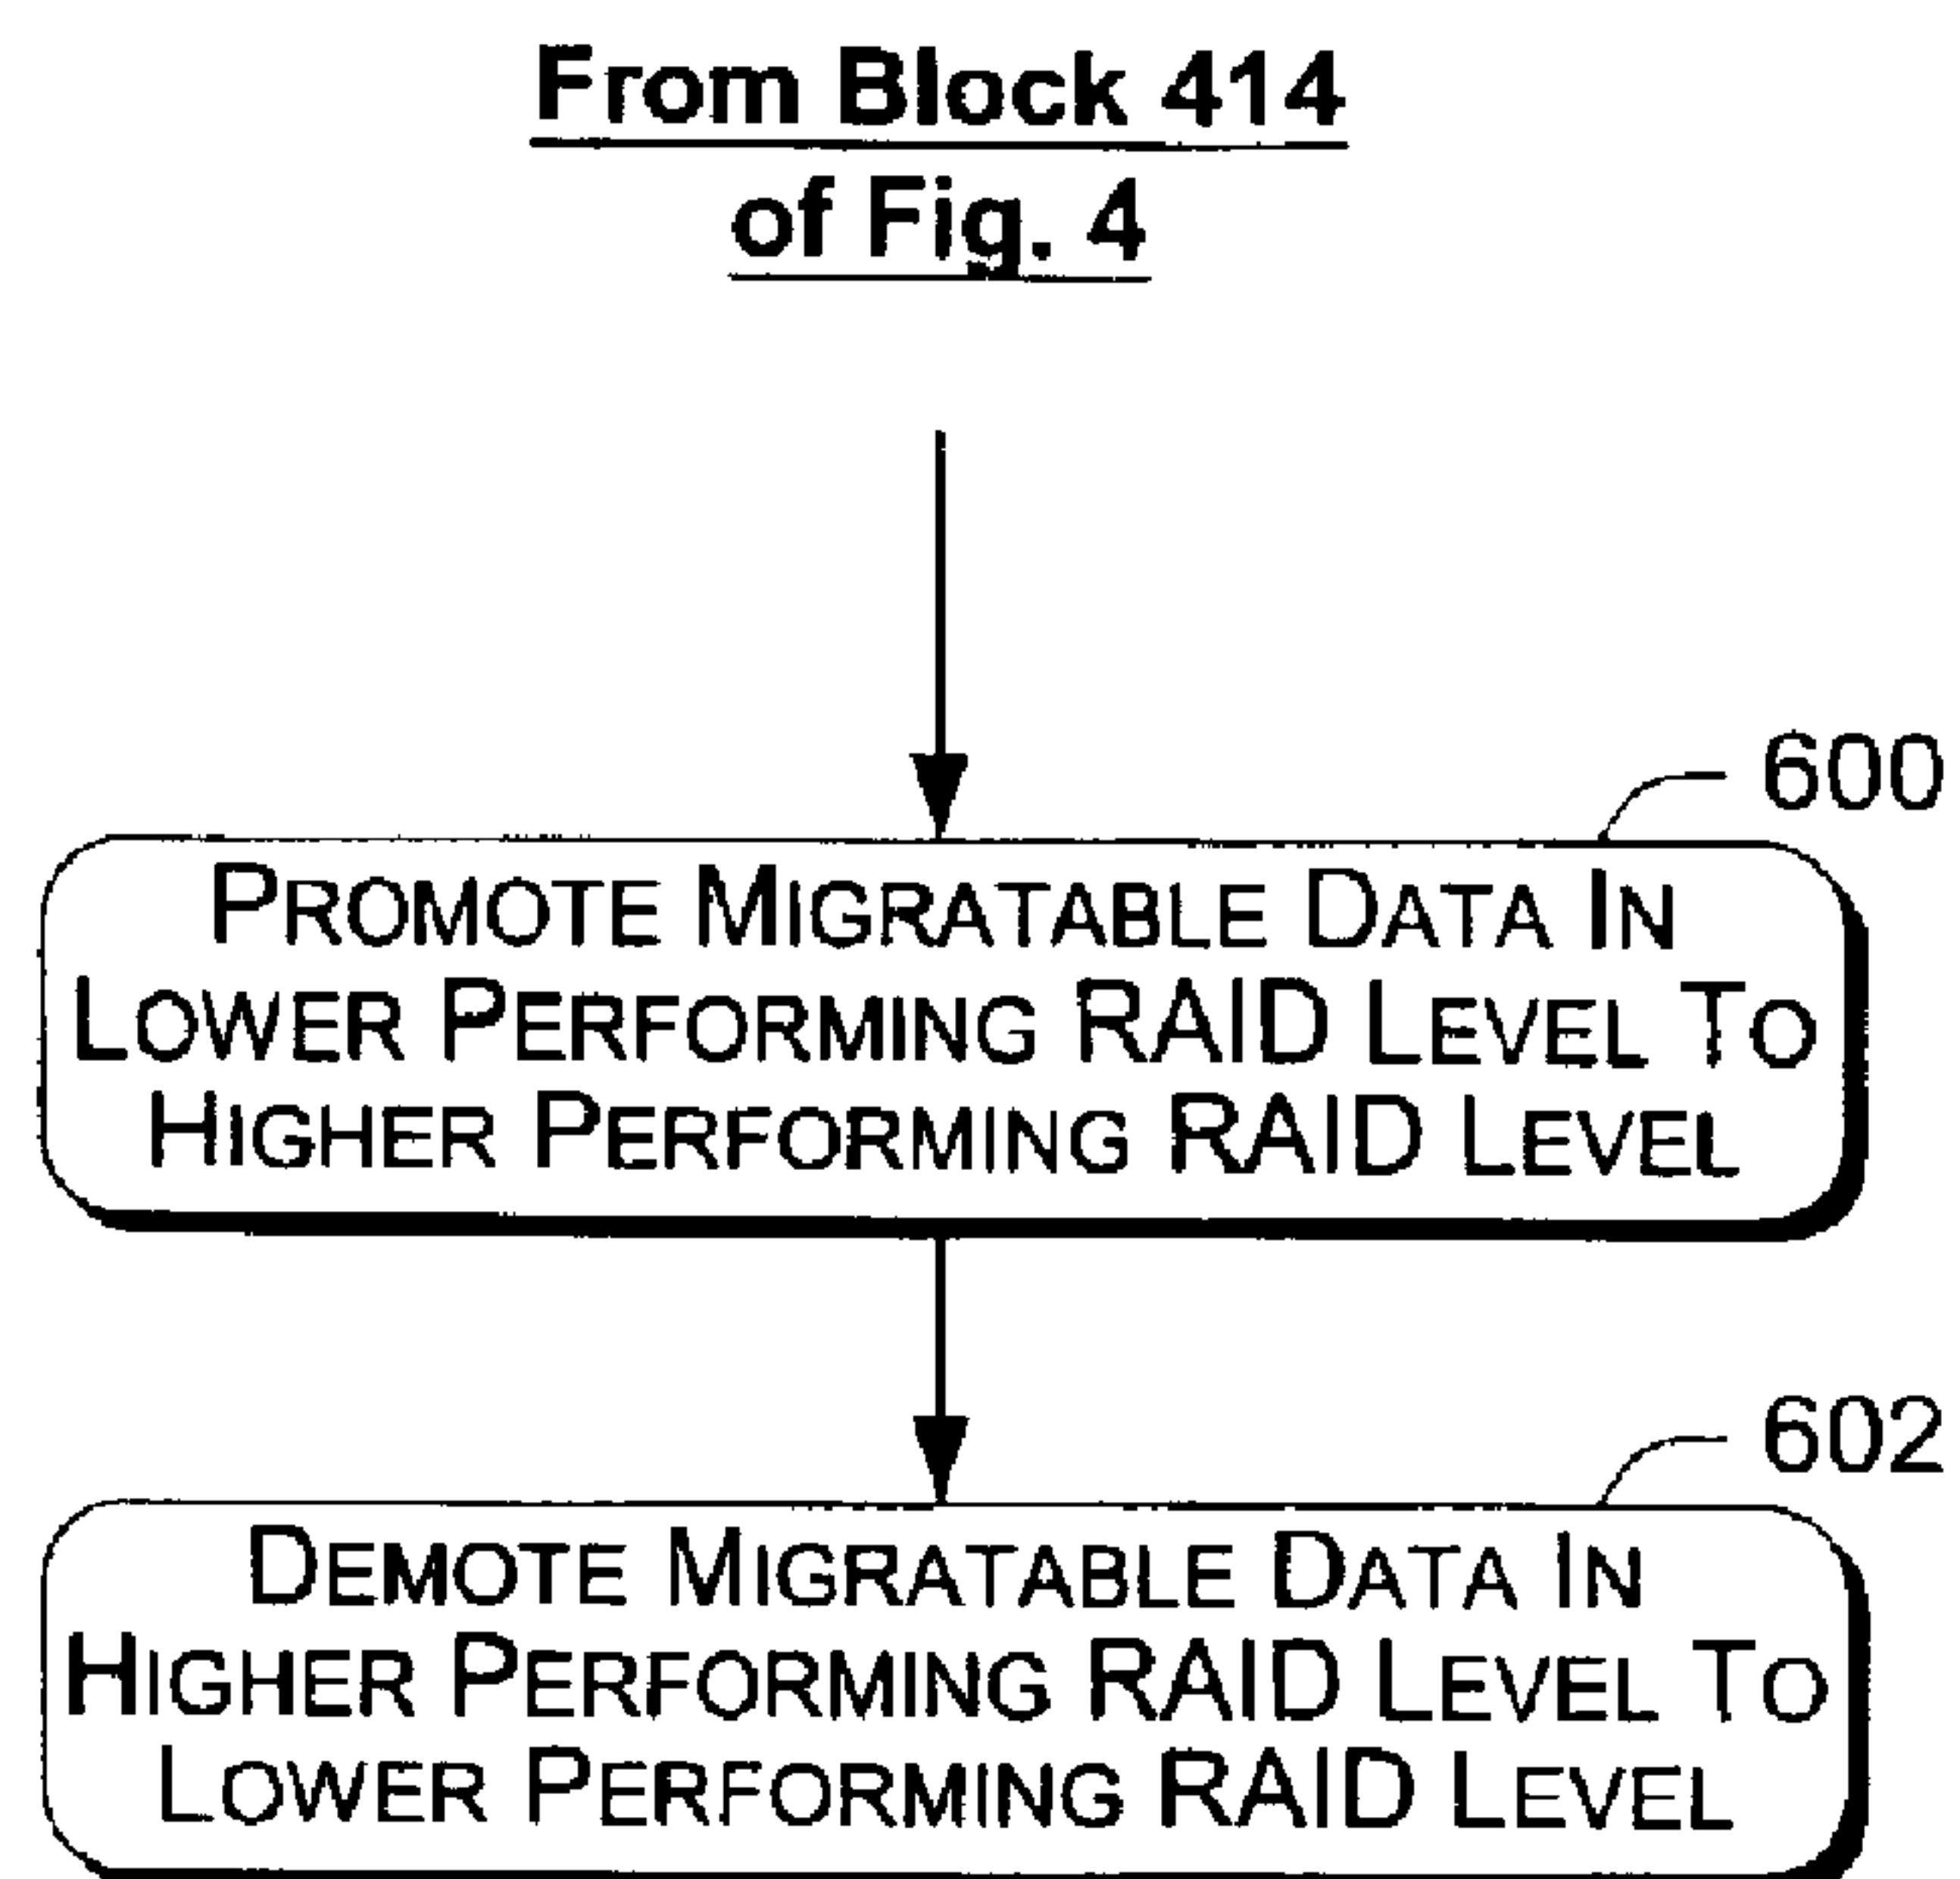 From Block 414
of Fig. 4
600
PROMOTE MIGRATABLE DATA IN
LOWER PERFORMING RAID LEVEL TO
HIGHER PERFORMING RAID LEVEL
602
DEMOTE MIGRATABLE DATA IN
HIGHER PERFORMING RAID LEVEL TO
LOWER PERFORMING RAID LEVEL